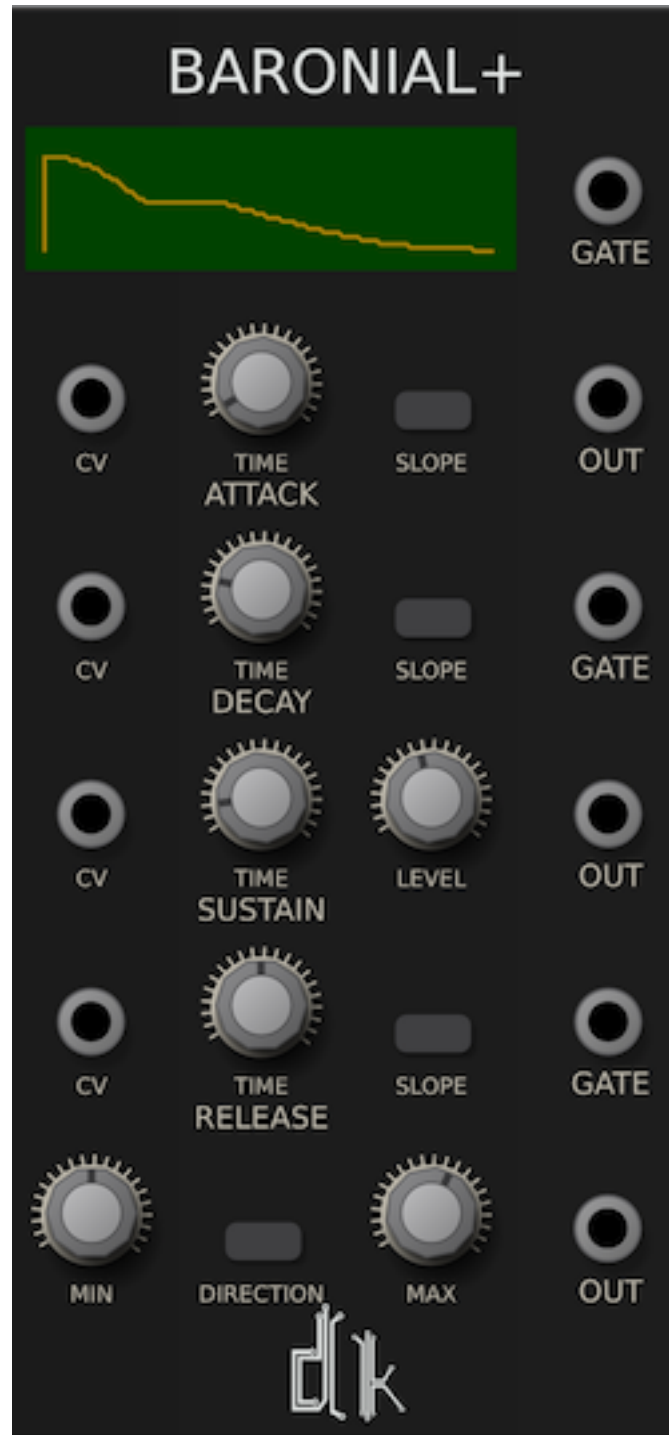 BARONIAL+
GATE
CV TIME SLOPE OUT
ATTACK
CV TIME SLOPE GATE
DECAY
CV TIME LEVEL OUT
SUSTAIN
CV TIME SLOPE GATE
RELEASE
MIN DIRECTION MAX OUT
dk